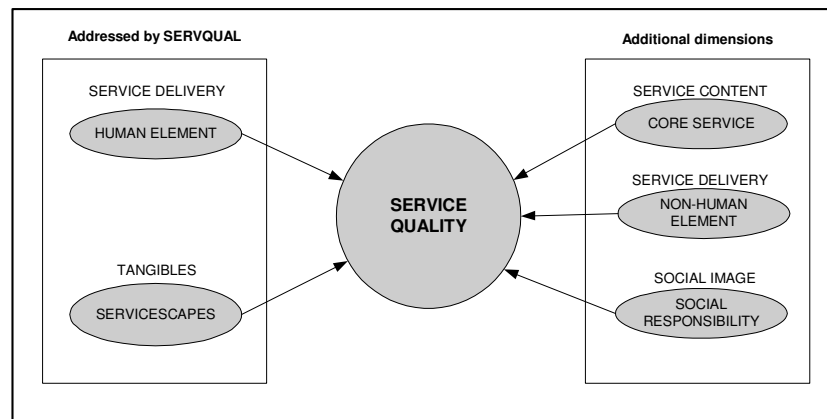 Addressed by SERVQUAL
SERVICE DELIVERY
HUMAN ELEMENT
TANGIBLES
SERVICESCAPES
SERVICE
QUALITY
Additional dimensions
SERVICE CONTENT
CORE SERVICE
SERVICE DELIVERY
NON-HUMAN
ELEMENT
SOCIAL IMAGE
SOCIAL
RESPONSIBILITY